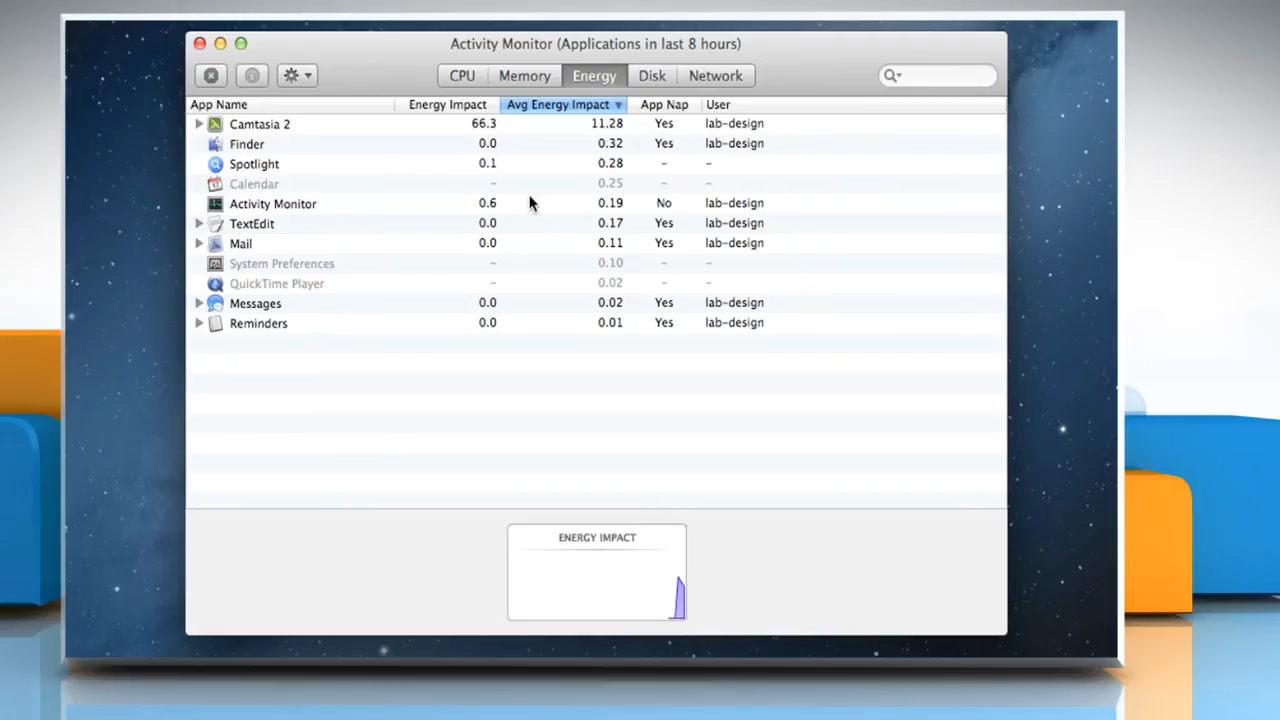 Activity Monitor (Applications in last 8 hours)
CPU Memory Energy Disk Network
App Name Energy Impact Avg Energy Impact App Nap User
Camtasia 2 66.3 11.28 Yes lab-design
Finder 0.0 0.32 Yes lab-design
Spotlight 0.1 0.28 – –
Calendar – 0.25 – –
Activity Monitor 0.6 0.19 No lab-design
TextEdit 0.0 0.17 Yes lab-design
Mail 0.0 0.11 Yes lab-design
System Preferences – 0.10 – –
QuickTime Player – 0.02 – –
Messages 0.0 0.02 Yes lab-design
Reminders 0.0 0.01 Yes lab-design
ENERGY IMPACT